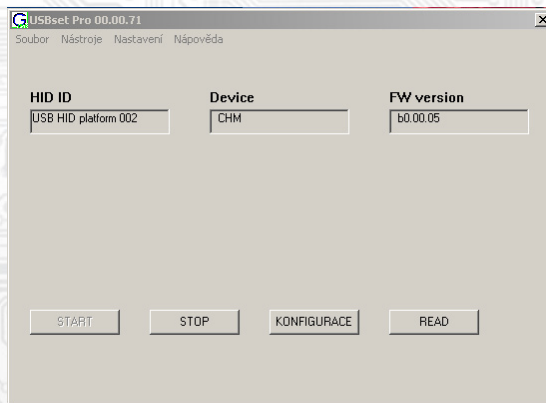 USBset Pro 00.00.71
Soubor Nástroje Nastavení Nápověda
HID ID Device FW version
USB HID platform 002 CHM b0.00.05
START STOP KONFIGURACE READ